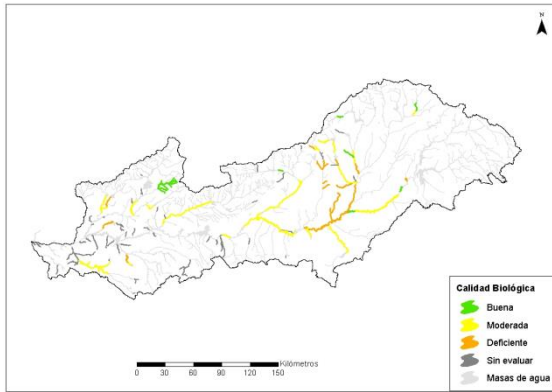 N
Calidad Biológica
Buena
Moderada
Deficiente
Sin evaluar
Masas de agua
Kilómetros
0 30 60 90 120 150